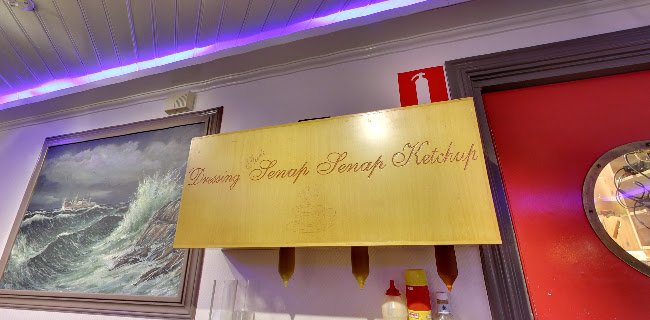 Dressing Senap Senap Ketchup